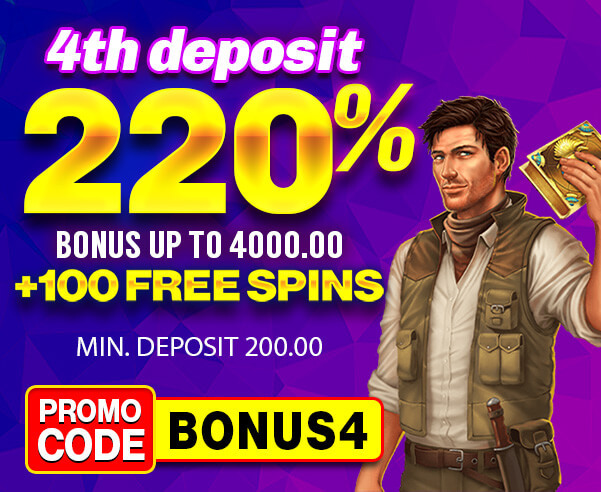 4th deposit
220%
BONUS UP TO 4000.00
+100 FREE SPINS
MIN. DEPOSIT 200.00
PROMO
CODE
BONUS4